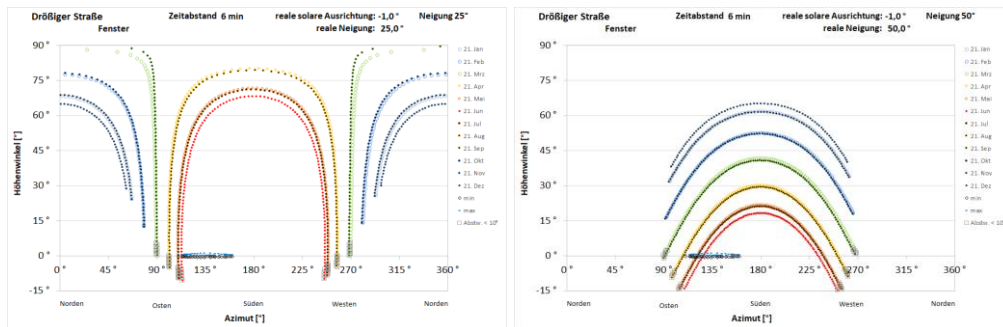 Drößiger Straße Zeitabstand 6 min reale solare Ausrichtung: -1,0 ° Neigung 25°
Fenster reale Neigung: 25,0 °
90 °
75 °
60 °
45 °
30 °
15 °
0 °
-15 °
Höhenwinkel [°]
0 ° 45 ° 90 ° 135 ° 180 ° 225 ° 270 ° 315 ° 360 °
Norden Osten Süden Westen Norden
Azimut [°]
21. Jan
21. Feb
21. Mrz
21. Apr
21. Mai
21. Jun
21. Jul
21. Aug
21. Sep
21. Okt
21. Nov
21. Dez
min
max
Abstw. < 10°
Drößiger Straße Zeitabstand 6 min reale solare Ausrichtung: -1,0 ° Neigung 50°
Fenster reale Neigung: 50,0 °
90 °
75 °
60 °
45 °
30 °
15 °
0 °
-15 °
Höhenwinkel [°]
0 ° 45 ° 90 ° 135 ° 180 ° 225 ° 270 ° 315 ° 360 °
Norden Osten Süden Westen Norden
Azimut [°]
21. Jan
21. Feb
21. Mrz
21. Apr
21. Mai
21. Jun
21. Jul
21. Aug
21. Sep
21. Okt
21. Nov
21. Dez
min
max
Abstw. < 10°